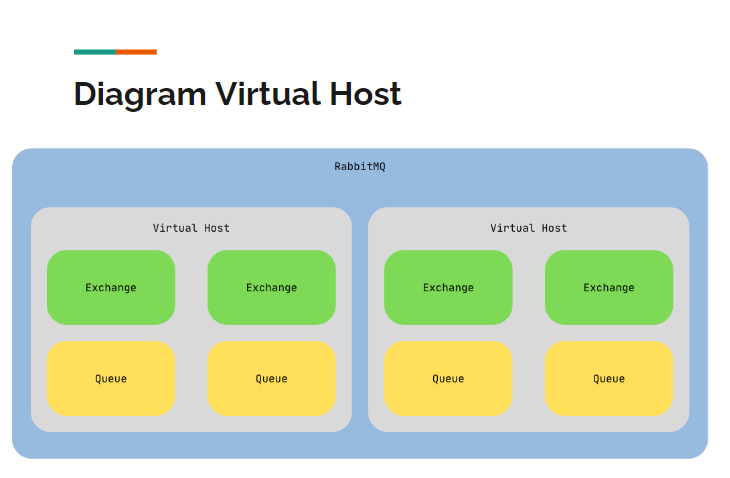 Diagram Virtual Host
RabbitMQ
Virtual Host
Virtual Host
Exchange
Exchange
Exchange
Exchange
Queue
Queue
Queue
Queue